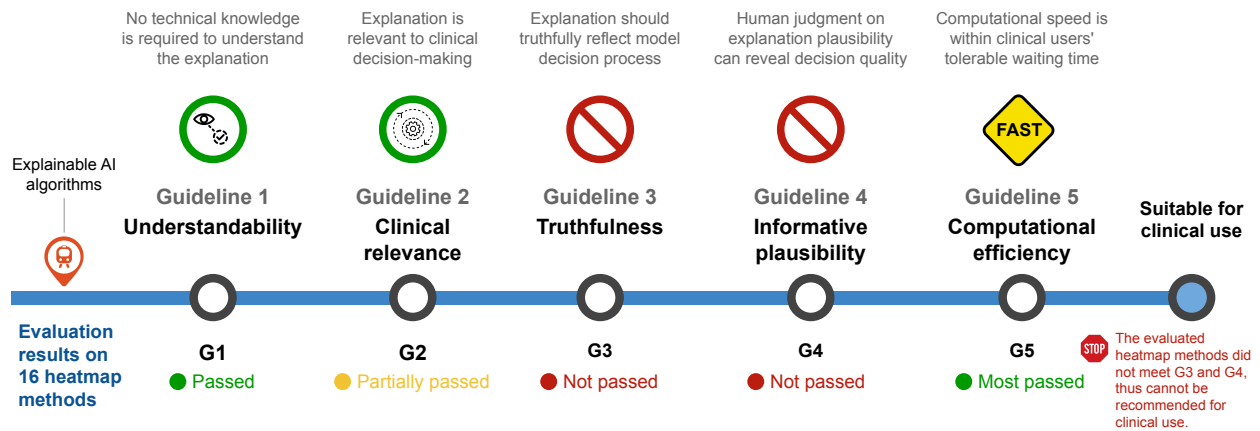 No technical knowledge
is required to understand
the explanation
Explanation is
relevant to clinical
decision-making
Explanation should
truthfully reflect model
decision process
Human judgment on
explanation plausibility
can reveal decision quality
Computational speed is
within clinical users'
tolerable waiting time
FAST
Explainable AI
algorithms
Guideline 1
Understandability
Guideline 2
Clinical
relevance
Guideline 3
Truthfulness
Guideline 4
Informative
plausibility
Guideline 5
Computational
efficiency
Suitable for
clinical use
Evaluation
results on
16 heatmap
methods
G1
Passed
G2
Partially passed
G3
Not passed
G4
Not passed
G5
Most passed
STOP
The evaluated
heatmap methods did
not meet G3 and G4,
thus cannot be
recommended for
clinical use.